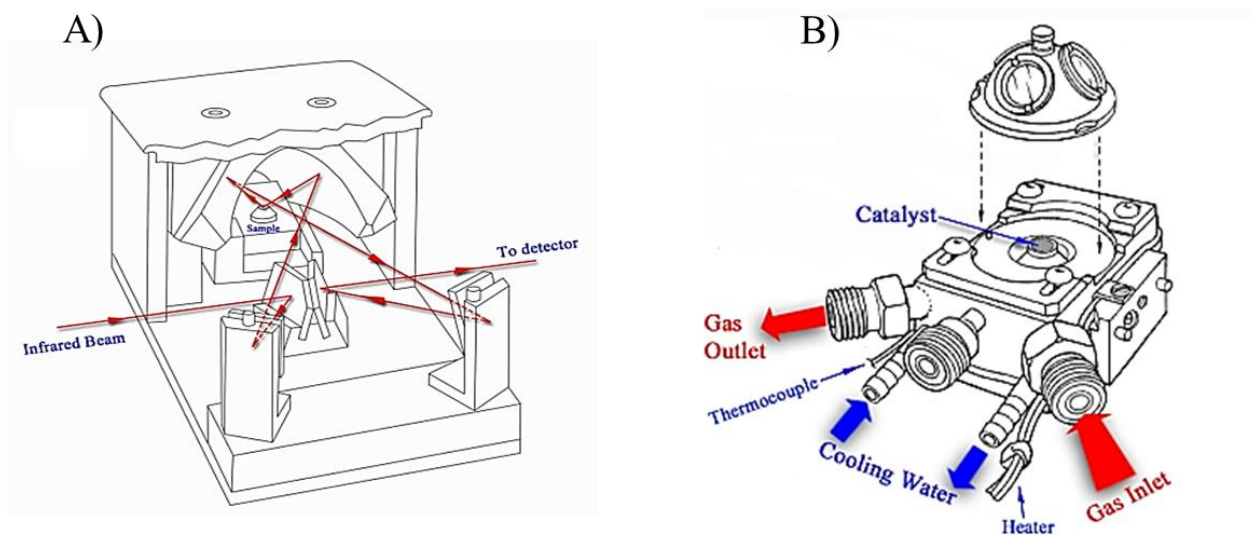 A)
Sample
To detector
Infrared Beam
B)
Catalyst
Gas
Outlet
Thermocouple
Cooling Water
Heater
Gas Inlet